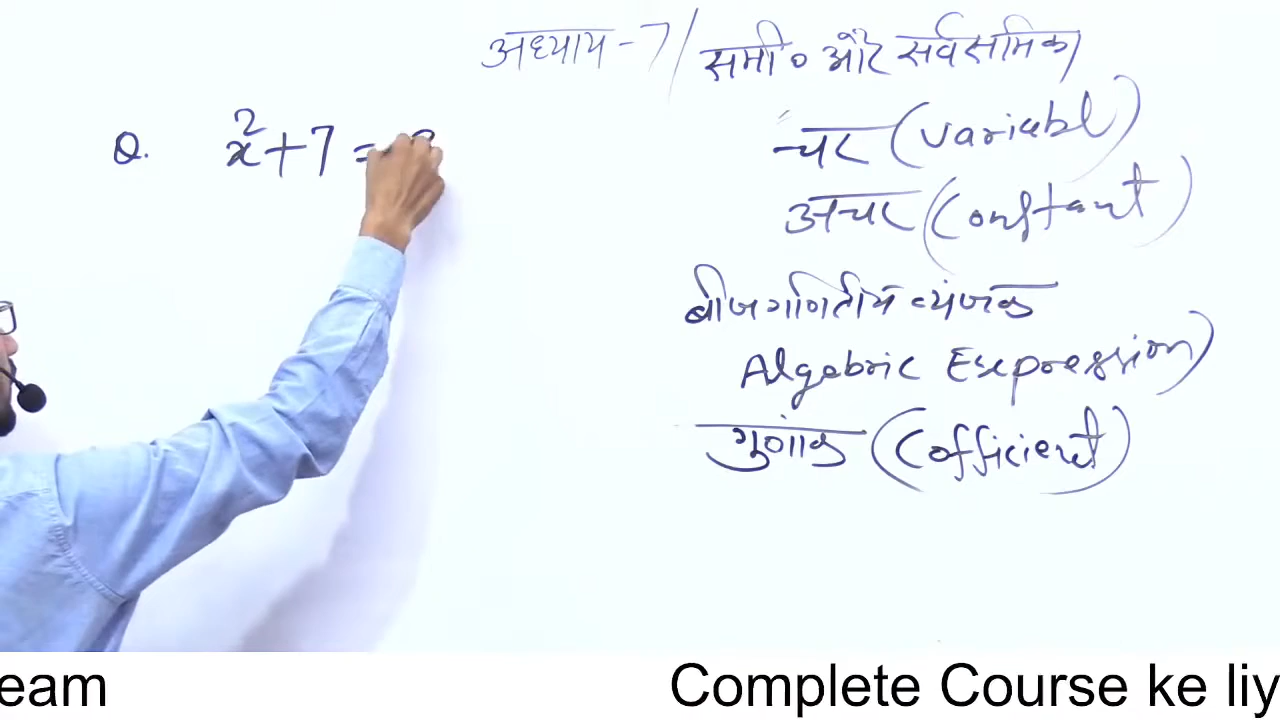 अध्याय - 7/ समी० और सर्वसमिका
Q. x²+7 =
चर (Variabl)
अचर (Constant)
बीजगणितीय व्यंजक
Algebric Expression)
गुणांक (Cofficient)
eam Complete Course ke liy